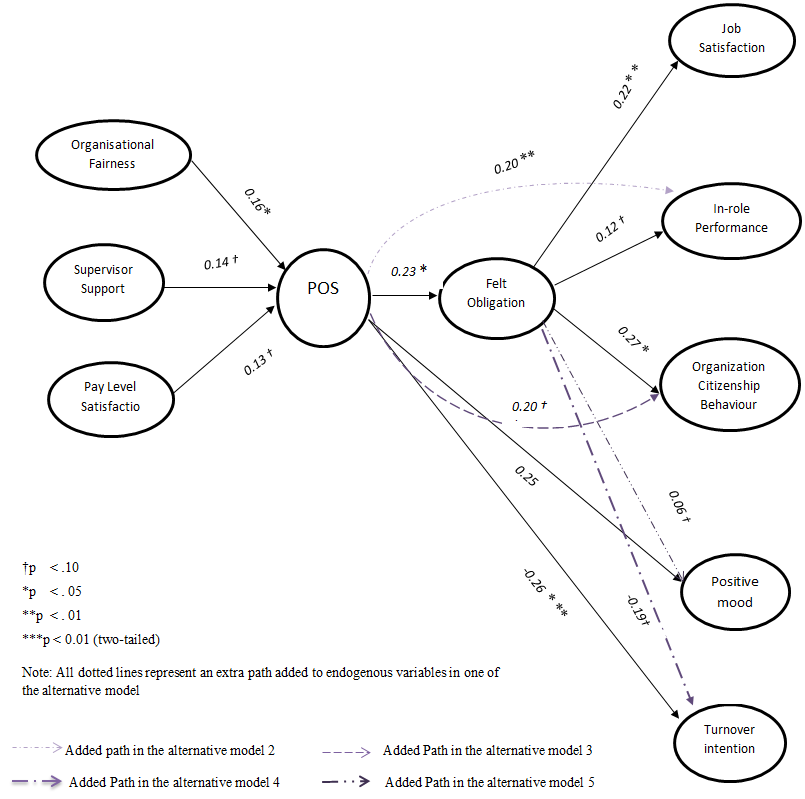 Job
Satisfaction
0.22 * *
Organisational
Fairness
0.16*
0.20 **
In-role
Performance
0.12 †
Supervisor
Support
0.14 †
POS
0.23 *
Felt
Obligation
0.27 *
Pay Level
Satisfactio
0.13 †
Organization
Citizenship
Behaviour
0.20 †
0.25
0.06 †
-0.26 * **
-0.19†
Positive
mood
Turnover
intention
†p < .10
*p < . 05
**p < . 01
***p < 0.01 (two-tailed)
Note: All dotted lines represent an extra path added to endogenous variables in one of
the alternative model
Added path in the alternative model 2
Added Path in the alternative model 3
Added Path in the alternative model 4
Added Path in the alternative model 5